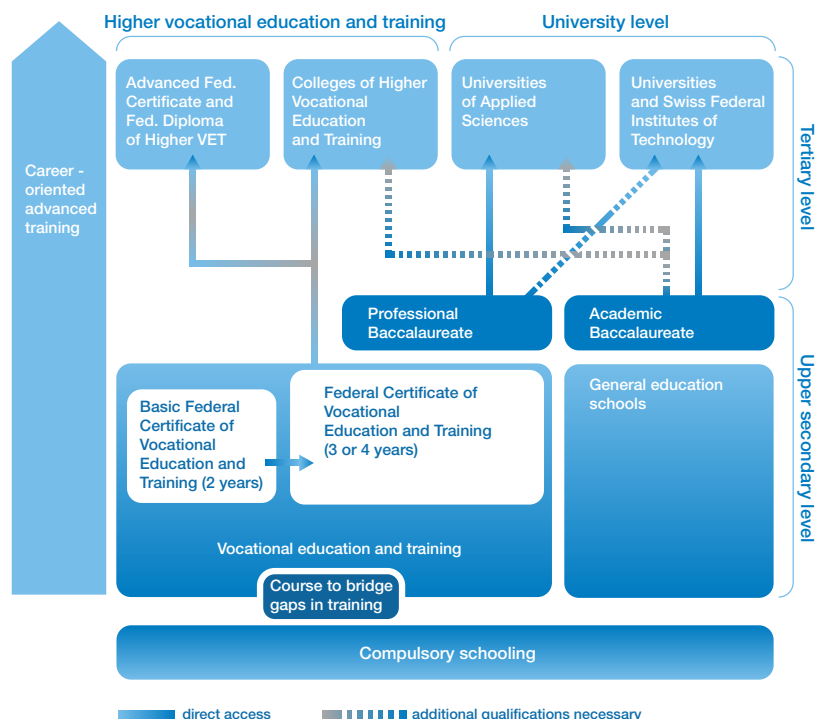 Higher vocational education and training
University level
Advanced Fed.
Certificate and
Fed. Diploma
of Higher VET
Colleges of Higher
Vocational
Education
and Training
Universities
of Applied
Sciences
Universities
and Swiss Federal
Institutes of
Technology
Tertiary level
Career -
oriented
advanced
training
Professional
Baccalaureate
Academic
Baccalaureate
Upper secondary level
Basic Federal
Certificate of
Vocational
Education and
Training (2 years)
Federal Certificate of
Vocational
Education and Training
(3 or 4 years)
General education
schools
Vocational education and training
Course to bridge
gaps in training
Compulsory schooling
direct access
additional qualifications necessary